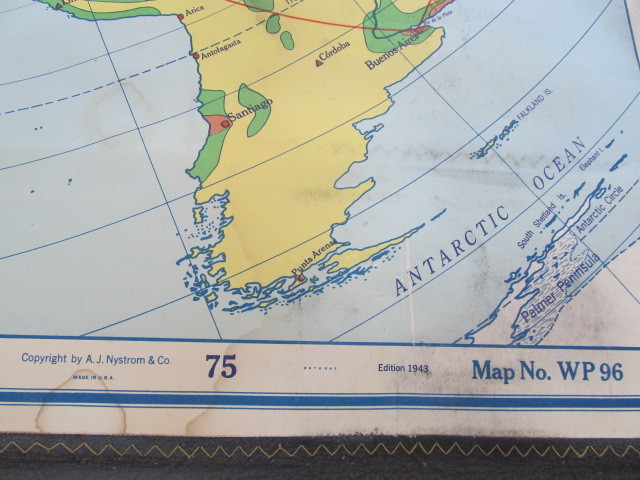 Arica
Antofagasta
Córdoba
Buenos Aires
Santiago
FALKLAND IS.
ANTARCTIC OCEAN
Elephant I.
South Shetland Is.
Antarctic Circle
Punta Arenas
Palmer Peninsula
Copyright by A. J. Nystrom & Co.
MADE IN U.S.A.
75
Edition 1943
Map No. WP 96